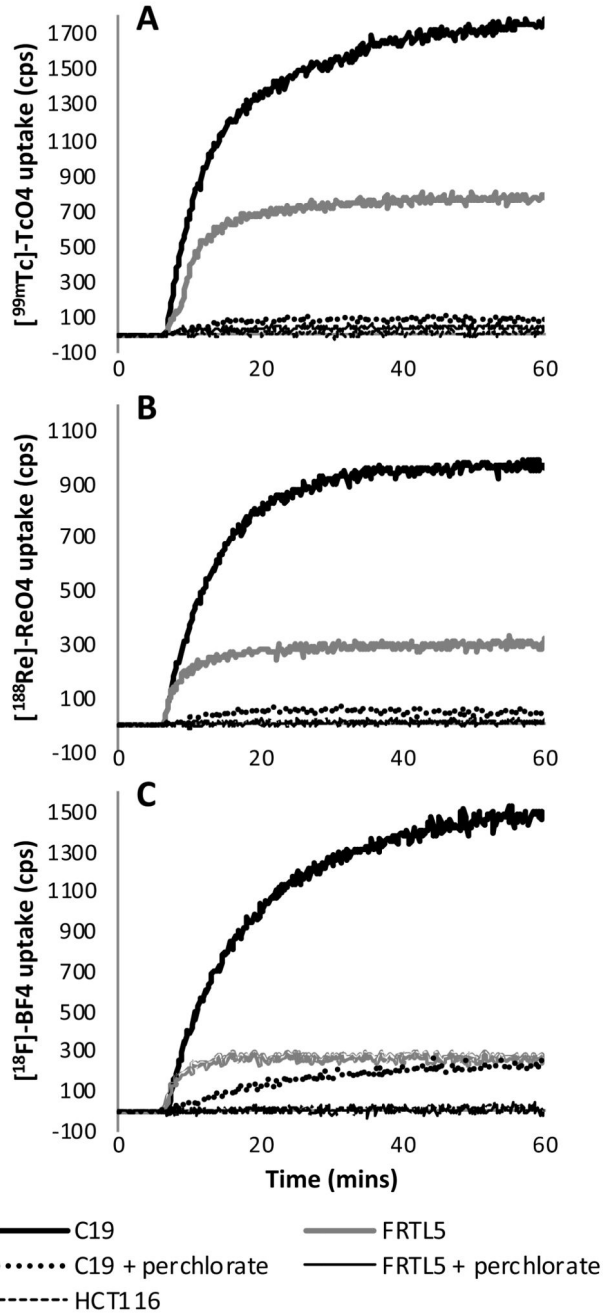 A
[⁹⁹ᵐTc]-TcO4 uptake (cps)
1700
1500
1300
1100
900
700
500
300
100
-100
0 20 40 60
B
[¹⁸⁸Re]-ReO4 uptake (cps)
1100
900
700
500
300
100
-100
0 20 40 60
C
[¹⁸F]-BF4 uptake (cps)
1500
1300
1100
900
700
500
300
100
-100
0 20 40 60
Time (mins)
C19 FRTL5
C19 + perchlorate FRTL5 + perchlorate
HCT116